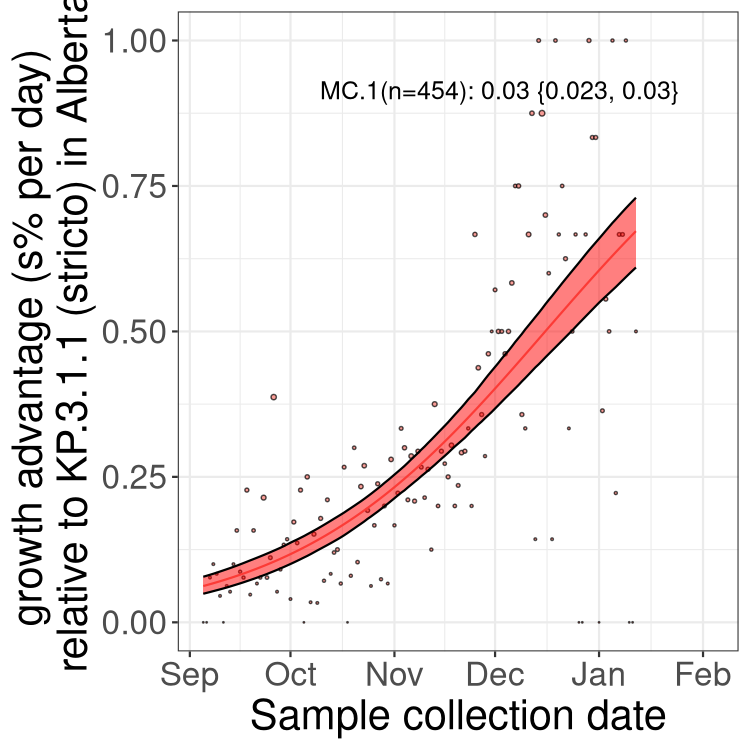 growth advantage (s% per day)
relative to KP.3.1.1 (stricto) in Alberta
1.00
0.75
0.50
0.25
0.00
MC.1(n=454): 0.03 {0.023, 0.03}
Sep Oct Nov Dec Jan Feb
Sample collection date